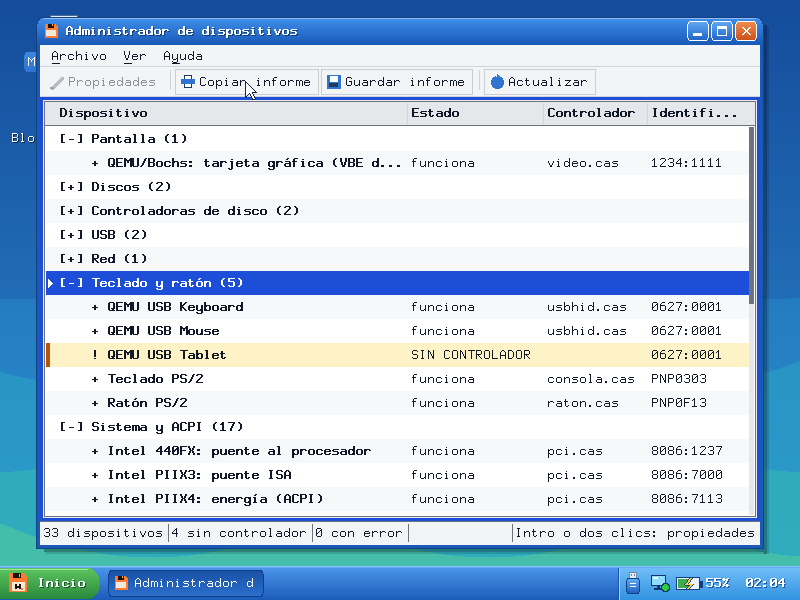 Administrador de dispositivos
Archivo Ver Ayuda
Propiedades Copiar informe Guardar informe Actualizar
Dispositivo Estado Controlador Identifi...
[-] Pantalla (1)
+ QEMU/Bochs: tarjeta gráfica (VBE d... funciona video.cas 1234:1111
[+] Discos (2)
[+] Controladoras de disco (2)
[+] USB (2)
[+] Red (1)
[-] Teclado y ratón (5)
+ QEMU USB Keyboard funciona usbhid.cas 0627:0001
+ QEMU USB Mouse funciona usbhid.cas 0627:0001
! QEMU USB Tablet SIN CONTROLADOR 0627:0001
+ Teclado PS/2 funciona consola.cas PNP0303
+ Ratón PS/2 funciona raton.cas PNP0F13
[-] Sistema y ACPI (17)
+ Intel 440FX: puente al procesador funciona pci.cas 8086:1237
+ Intel PIIX3: puente ISA funciona pci.cas 8086:7000
+ Intel PIIX4: energía (ACPI) funciona pci.cas 8086:7113
33 dispositivos 4 sin controlador 0 con error Intro o dos clics: propiedades
M
Blo
Inicio Administrador d 55% 02:04